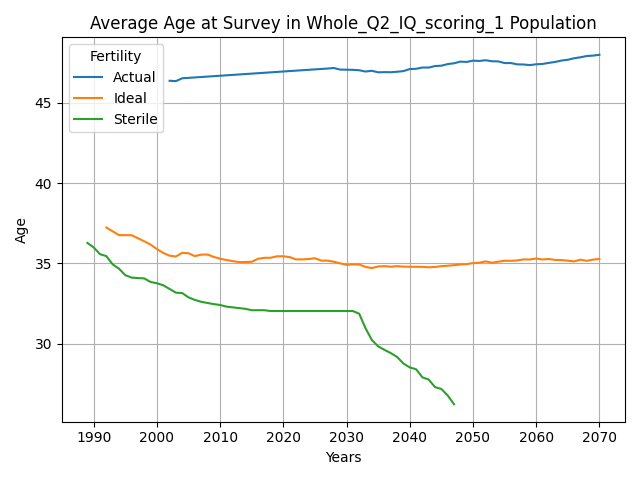 Average Age at Survey in Whole_Q2_IQ_scoring_1 Population
Fertility
Actual
Ideal
Sterile
45
40
35
30
Age
1990 2000 2010 2020 2030 2040 2050 2060 2070
Years